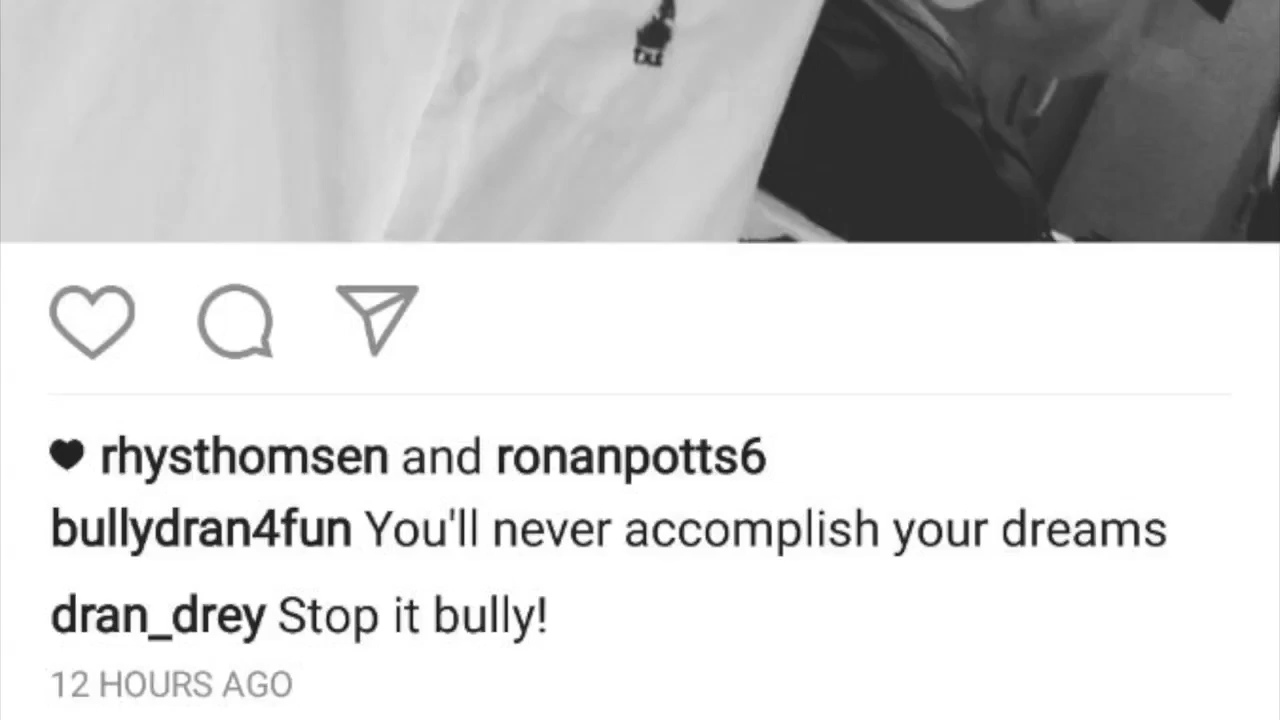 rhysthomsen and ronanpotts6
bullydran4fun You'll never accomplish your dreams
dran_drey Stop it bully!
12 HOURS AGO